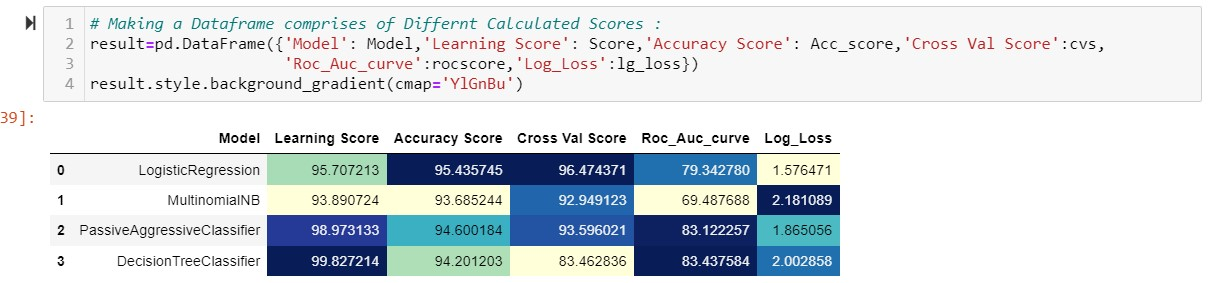 1 # Making a Dataframe comprises of Differnt Calculated Scores :
2 result=pd.DataFrame({'Model': Model,'Learning Score': Score,'Accuracy Score': Acc_score,'Cross Val Score':cvs,
3 'Roc_Auc_curve':rocscore,'Log_Loss':lg_loss})
4 result.style.background_gradient(cmap='YlGnBu')
39]:
Model Learning Score Accuracy Score Cross Val Score Roc_Auc_curve Log_Loss
0 LogisticRegression 95.707213 95.435745 96.474371 79.342780 1.576471
1 MultinomialNB 93.890724 93.685244 92.949123 69.487688 2.181089
2 PassiveAggressiveClassifier 98.973133 94.600184 93.596021 83.122257 1.865056
3 DecisionTreeClassifier 99.827214 94.201203 83.462836 83.437584 2.002858